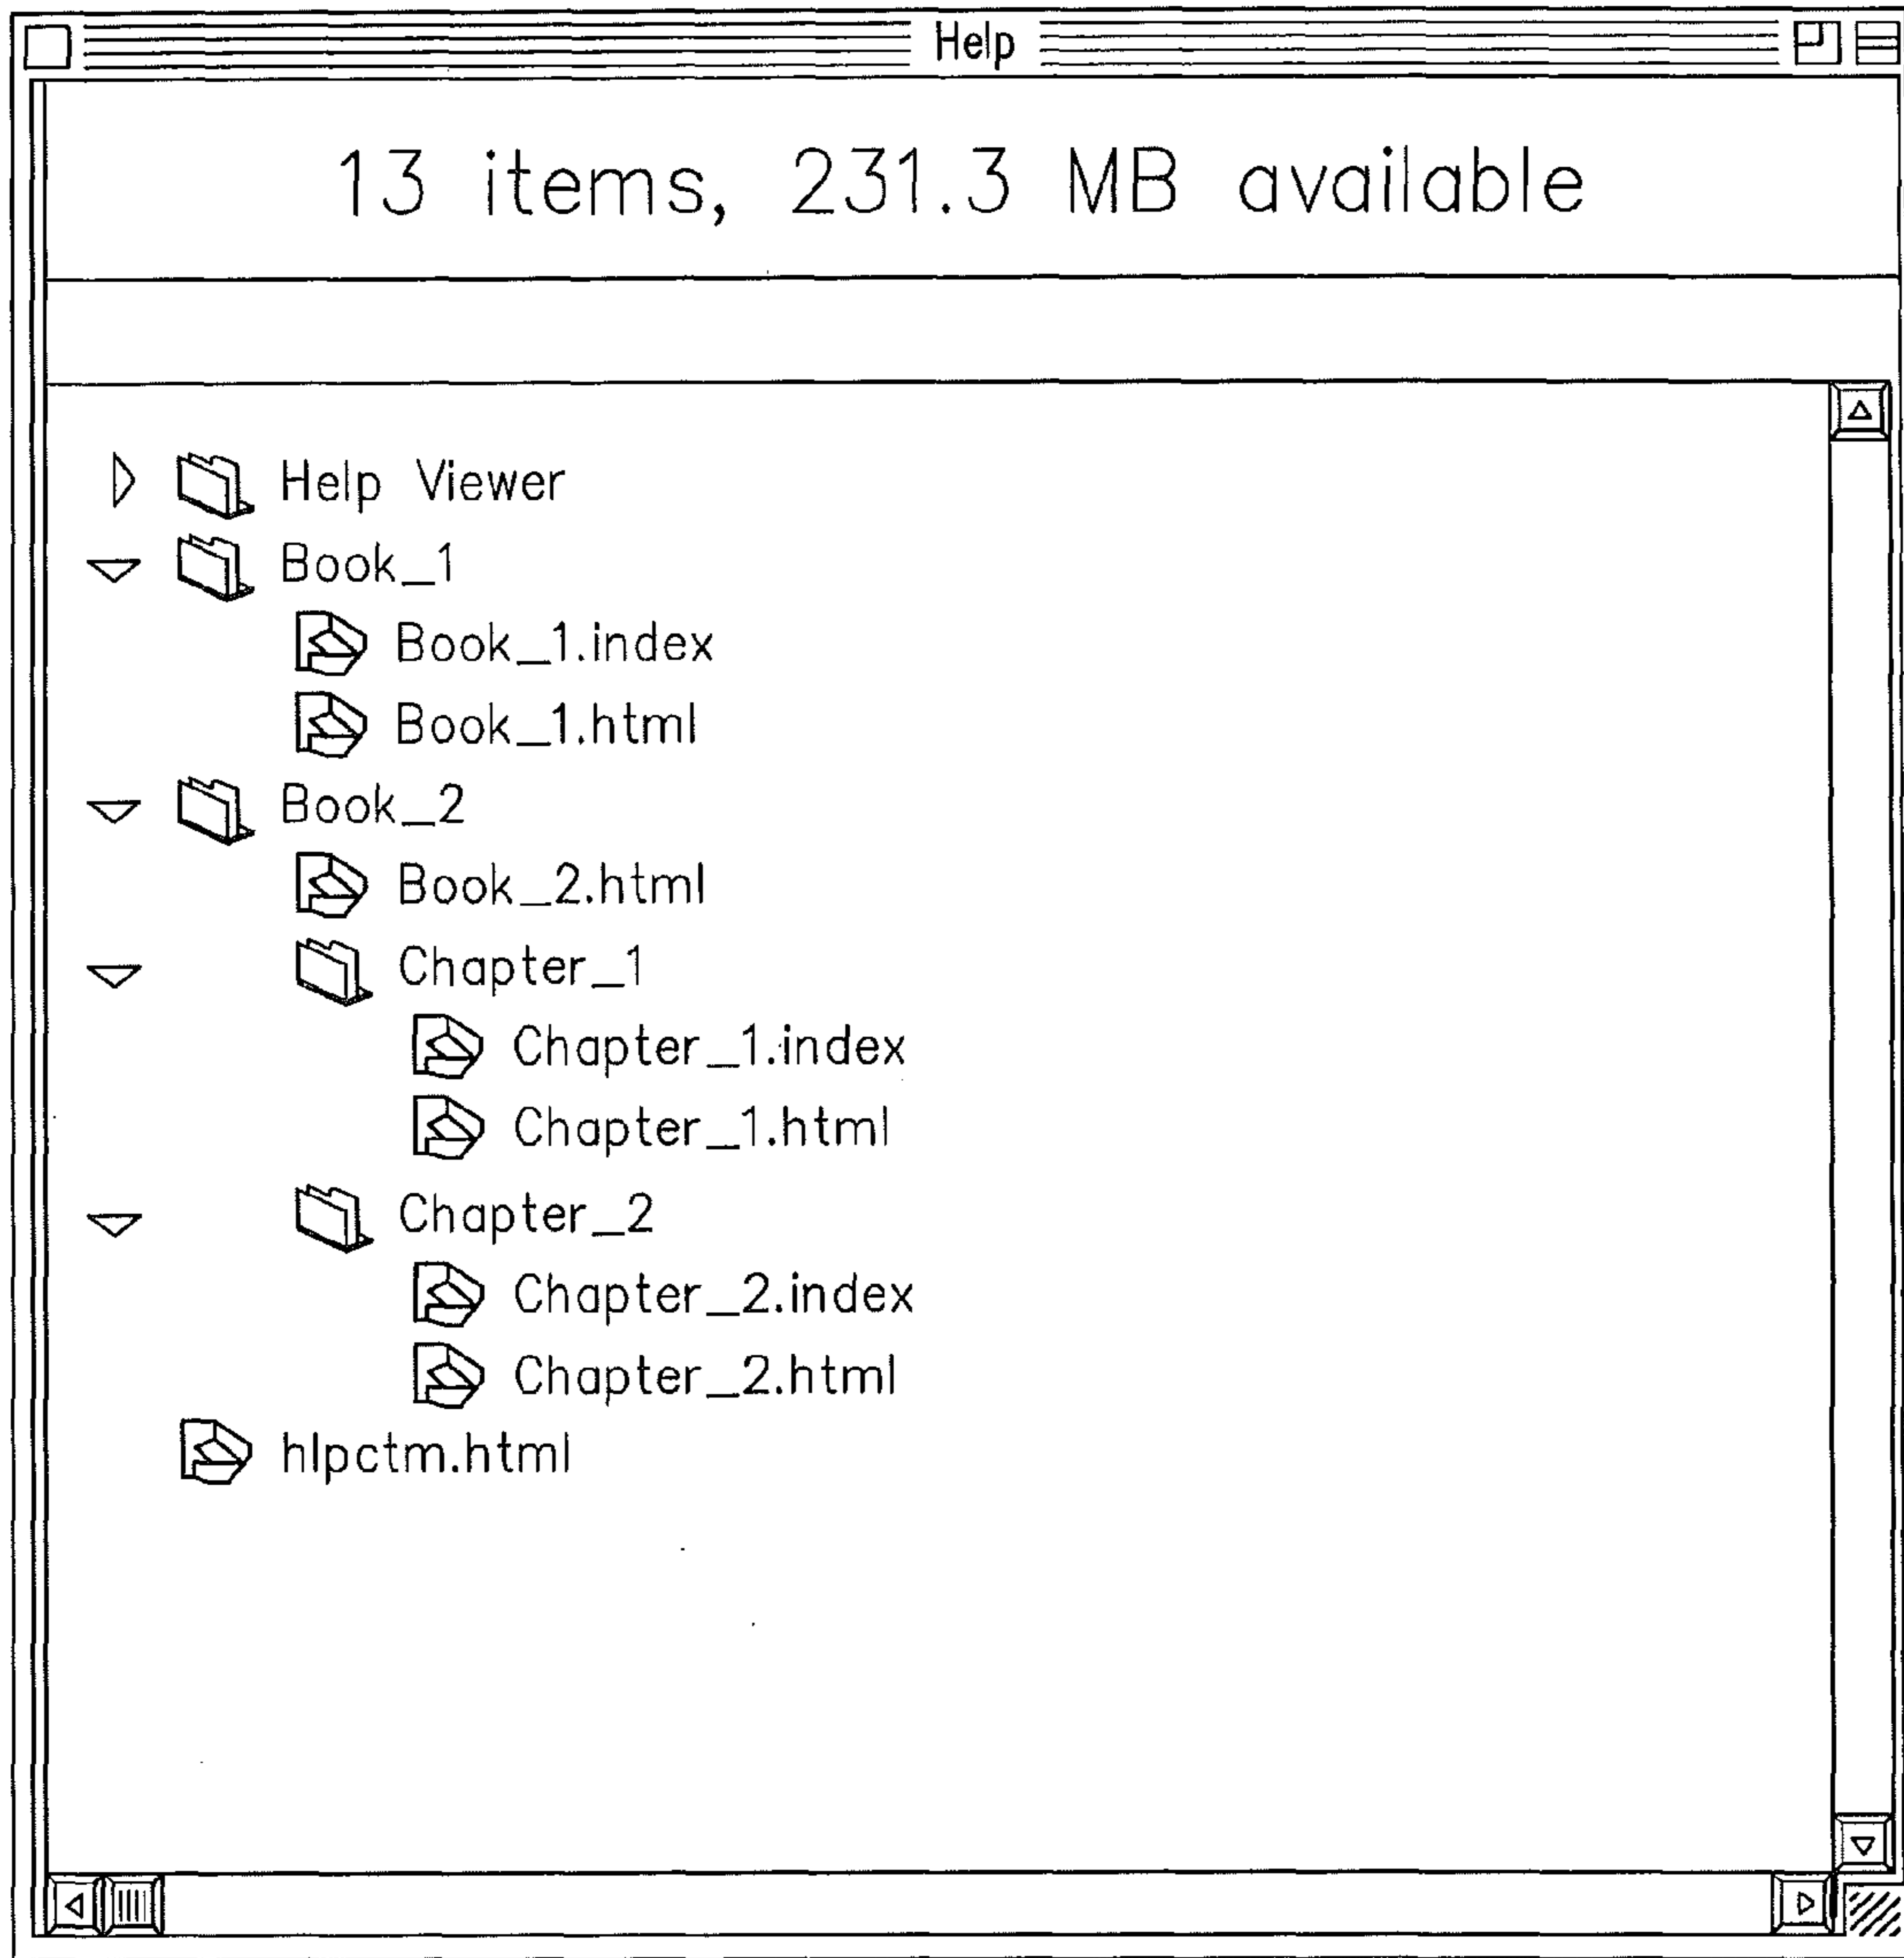 Help
13 items, 231.3 MB available
Help Viewer
Book_1
Book_1.index
Book_1.html
Book_2
Book_2.html
Chapter_1
Chapter_1.index
Chapter_1.html
Chapter_2
Chapter_2.index
Chapter_2.html
hlpctm.html